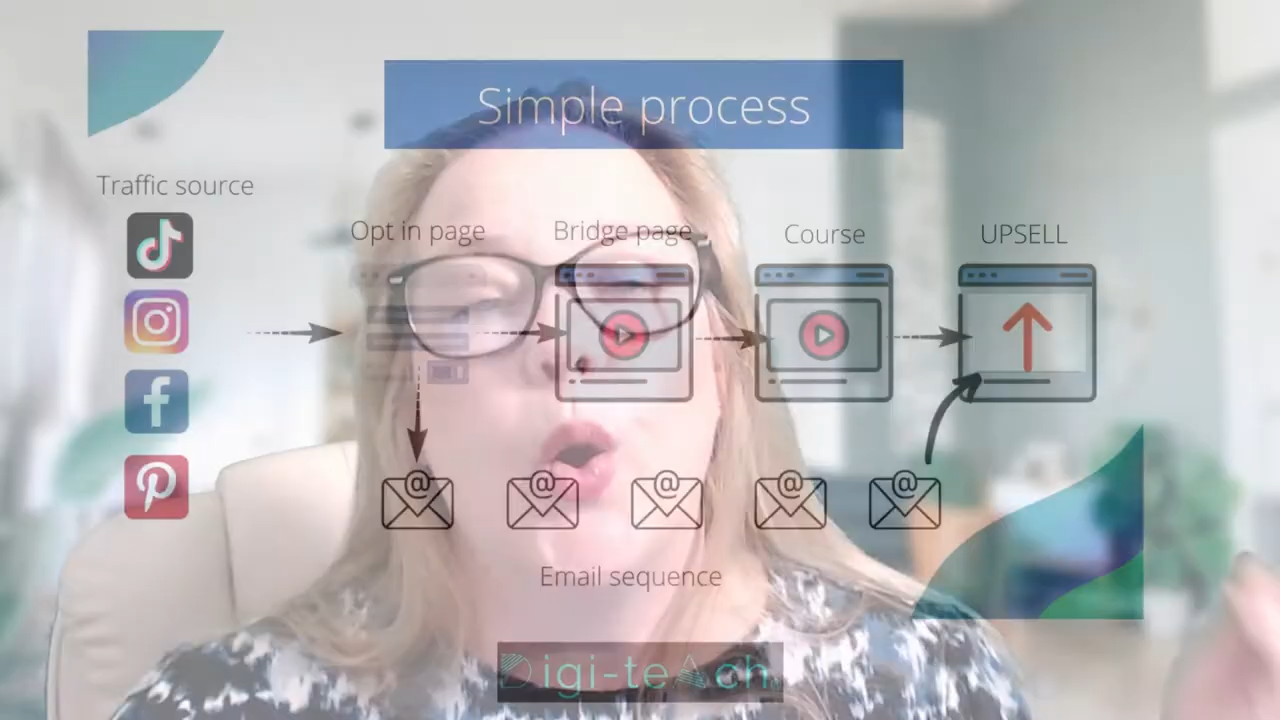 Simple process
Traffic source
Opt in page
Bridge page
Course
UPSELL
@ @ @ @ @
Email sequence
Digi-teAch